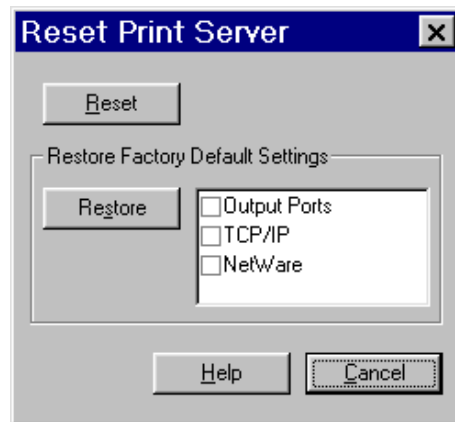 Reset Print Server
Reset
Restore Factory Default Settings
Restore
Output Ports
TCP/IP
NetWare
Help
Cancel